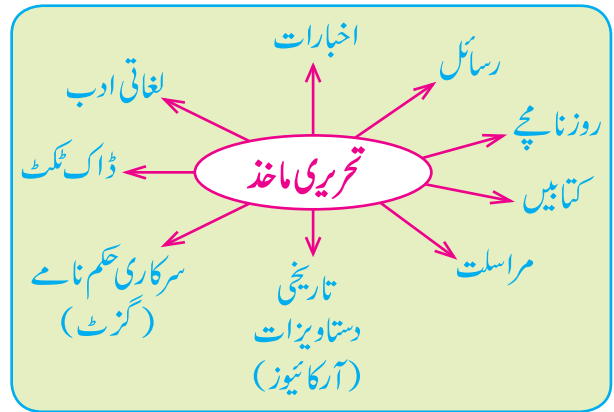 اخبارات
رسائل
روزنامچے
کتابیں
مراسلت
تاریخی
دستاویزات
(آرکائیوز)
سرکاری حکم نامے
(گزٹ)
ڈاک ٹکٹ
لغاتی ادب
تحریری ماخذ